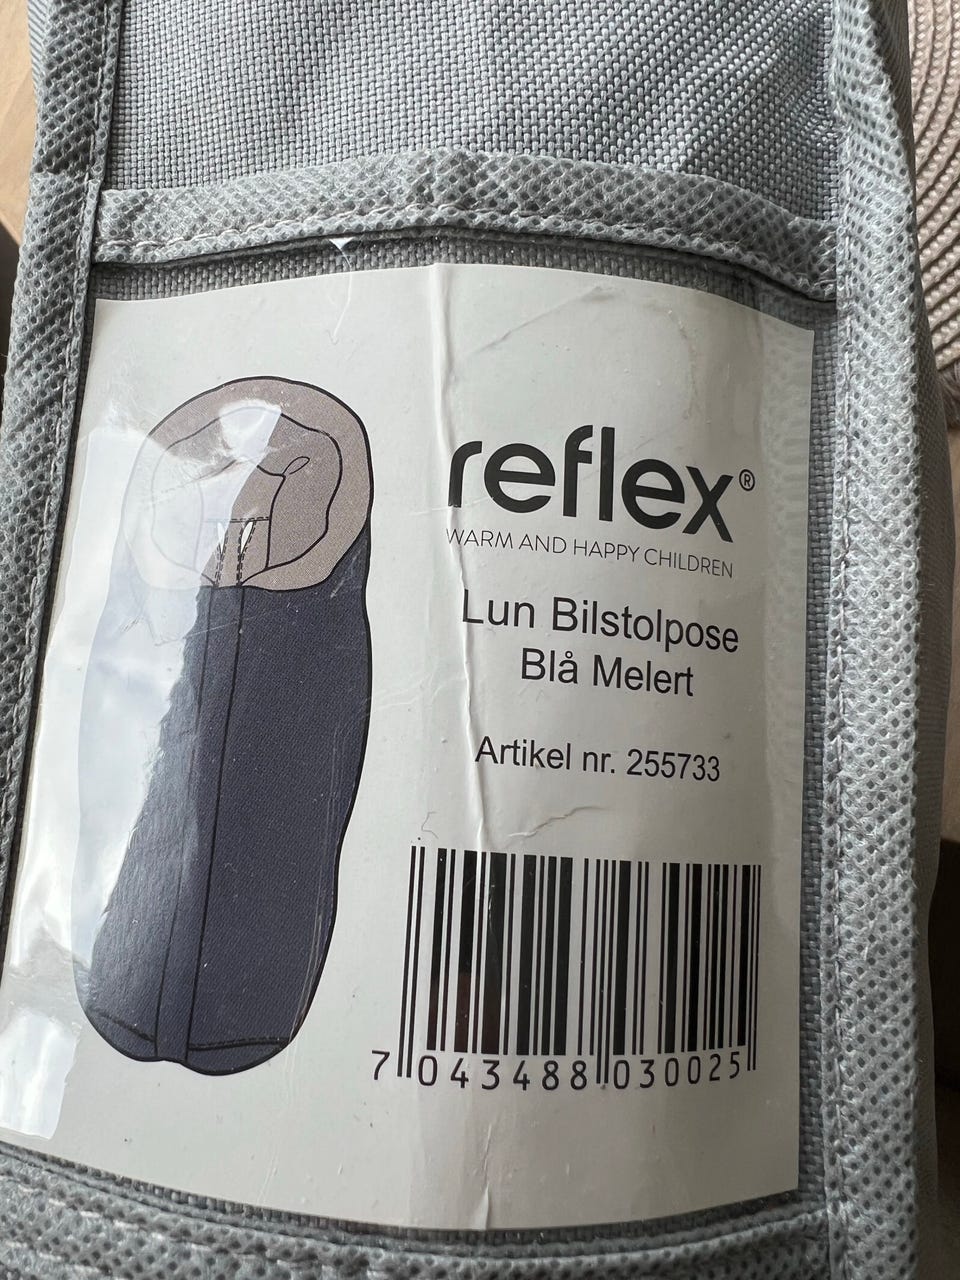 reflex®
WARM AND HAPPY CHILDREN
Lun Bilstolpose
Blå Melert
Artikel nr. 255733
7 043488 030025